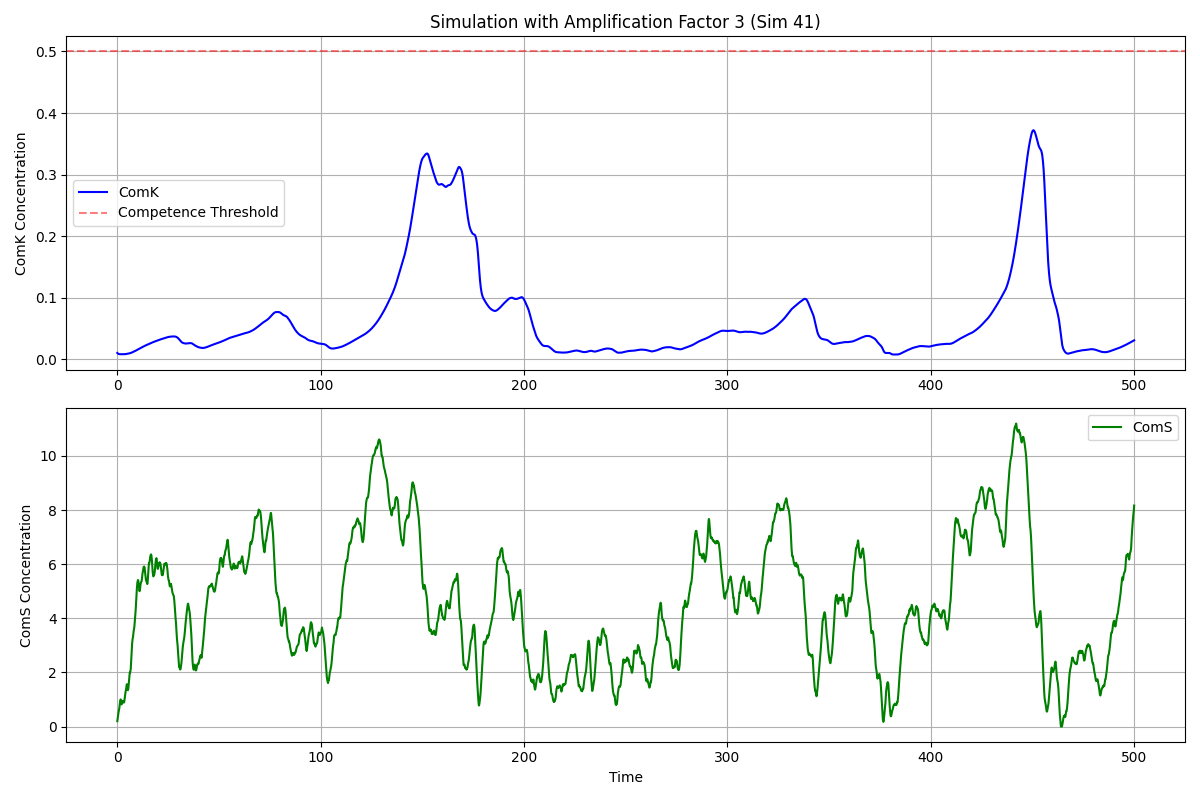 Simulation with Amplification Factor 3 (Sim 41)
ComK Concentration
0.5
0.4
0.3
0.2
0.1
0.0
ComK
Competence Threshold
0 100 200 300 400 500
ComS Concentration
10
8
6
4
2
0
ComS
0 100 200 300 400 500
Time